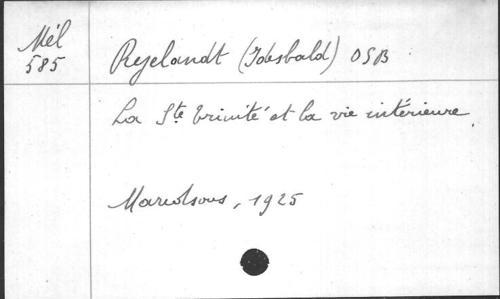 Mél
585
Ryelandt (Idesbald) OSB
La Ste Trinité et la vie intérieure
Maredsous, 1925